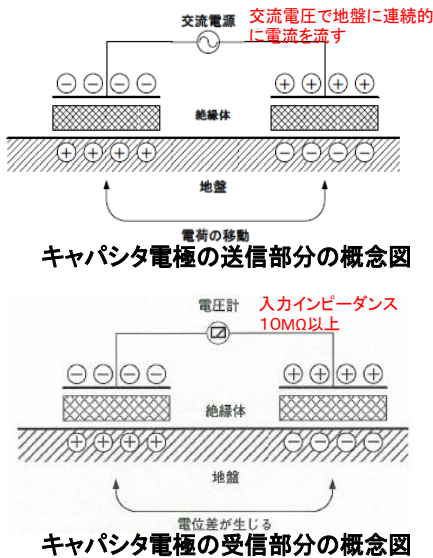 交流電源
交流電圧で地盤に連続的
に電流を流す
－ － － －
＋ ＋ ＋ ＋
絶縁体
＋ ＋ ＋ ＋
－ － － －
地盤
電荷の移動
キャパシタ電極の送信部分の概念図
電圧計
入力インピーダンス
10MΩ以上
－ － － －
＋ ＋ ＋ ＋
絶縁体
＋ ＋ ＋ ＋
－ － － －
地盤
電位差が生じる
キャパシタ電極の受信部分の概念図